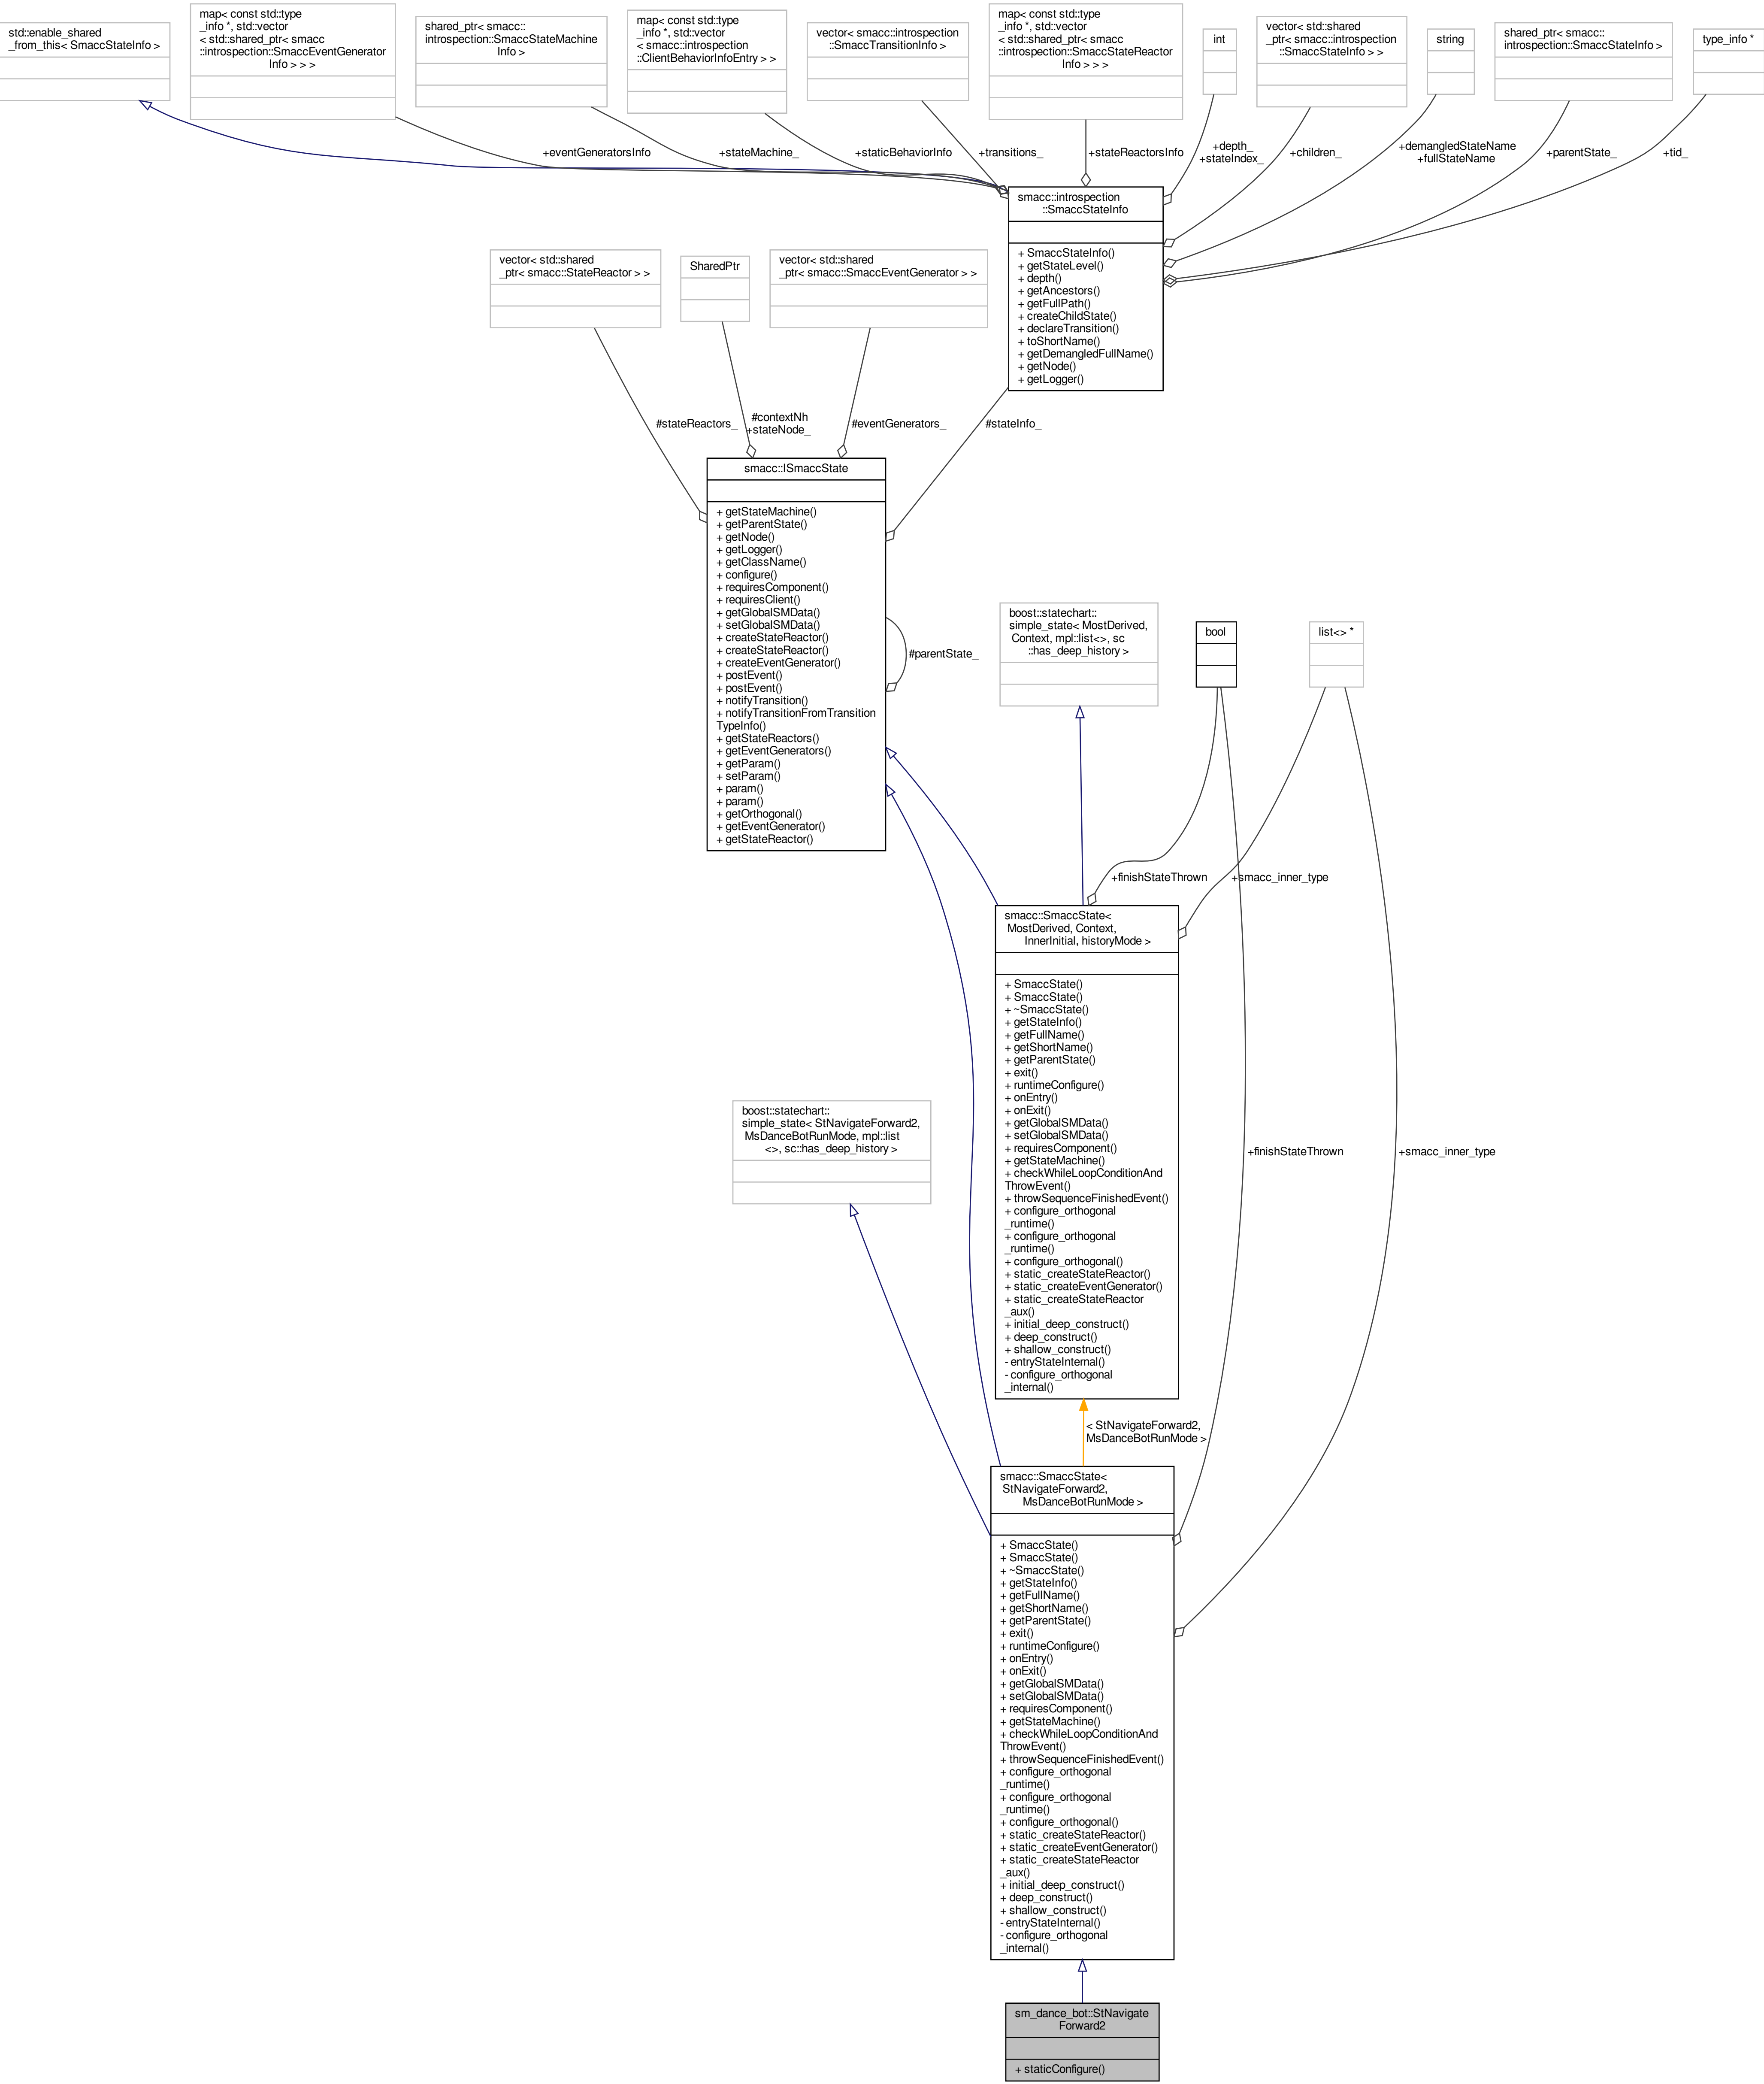 std::enable_shared
_from_this< SmaccStateInfo >
map< const std::type
_info *, std::vector
< std::shared_ptr< smacc
::introspection::SmaccEventGenerator
Info > > >
shared_ptr< smacc::
introspection::SmaccStateMachine
Info >
map< const std::type
_info *, std::vector
< smacc::introspection
::ClientBehaviorInfoEntry > >
vector< smacc::introspection
::SmaccTransitionInfo >
map< const std::type
_info *, std::vector
< std::shared_ptr< smacc
::introspection::SmaccStateReactor
Info > > >
int
vector< std::shared
_ptr< smacc::introspection
::SmaccStateInfo > >
string
shared_ptr< smacc::
introspection::SmaccStateInfo >
type_info *
+eventGeneratorsInfo
+stateMachine_
+staticBehaviorInfo
+transitions_
+stateReactorsInfo
+depth_
+stateIndex_
+children_
+demangledStateName
+fullStateName
+parentState_
+tid_
smacc::introspection
::SmaccStateInfo
+ SmaccStateInfo()
+ getStateLevel()
+ depth()
+ getAncestors()
+ getFullPath()
+ createChildState()
+ declareTransition()
+ toShortName()
+ getDemangledFullName()
+ getNode()
+ getLogger()
vector< std::shared
_ptr< smacc::StateReactor > >
SharedPtr
vector< std::shared
_ptr< smacc::SmaccEventGenerator > >
#stateReactors_
#contextNh
+stateNode_
#eventGenerators_
#stateInfo_
smacc::ISmaccState
+ getStateMachine()
+ getParentState()
+ getNode()
+ getLogger()
+ getClassName()
+ configure()
+ requiresComponent()
+ requiresClient()
+ getGlobalSMData()
+ setGlobalSMData()
+ createStateReactor()
+ createStateReactor()
+ createEventGenerator()
+ postEvent()
+ postEvent()
+ notifyTransition()
+ notifyTransitionFromTransition
TypeInfo()
+ getStateReactors()
+ getEventGenerators()
+ getParam()
+ setParam()
+ param()
+ param()
+ getOrthogonal()
+ getEventGenerator()
+ getStateReactor()
#parentState_
boost::statechart::
simple_state< MostDerived,
Context, mpl::list<>, sc
::has_deep_history >
bool
list<> *
+finishStateThrown
+smacc_inner_type
smacc::SmaccState<
MostDerived, Context,
InnerInitial, historyMode >
+ SmaccState()
+ SmaccState()
+ ~SmaccState()
+ getStateInfo()
+ getFullName()
+ getShortName()
+ getParentState()
+ exit()
+ runtimeConfigure()
+ onEntry()
+ onExit()
+ getGlobalSMData()
+ setGlobalSMData()
+ requiresComponent()
+ getStateMachine()
+ checkWhileLoopConditionAnd
ThrowEvent()
+ throwSequenceFinishedEvent()
+ configure_orthogonal
_runtime()
+ configure_orthogonal
_runtime()
+ configure_orthogonal()
+ static_createStateReactor()
+ static_createEventGenerator()
+ static_createStateReactor
_aux()
+ initial_deep_construct()
+ deep_construct()
+ shallow_construct()
- entryStateInternal()
- configure_orthogonal
_internal()
boost::statechart::
simple_state< StNavigateForward2,
MsDanceBotRunMode, mpl::list
<>, sc::has_deep_history >
+finishStateThrown
+smacc_inner_type
< StNavigateForward2,
MsDanceBotRunMode >
smacc::SmaccState<
StNavigateForward2,
MsDanceBotRunMode >
+ SmaccState()
+ SmaccState()
+ ~SmaccState()
+ getStateInfo()
+ getFullName()
+ getShortName()
+ getParentState()
+ exit()
+ runtimeConfigure()
+ onEntry()
+ onExit()
+ getGlobalSMData()
+ setGlobalSMData()
+ requiresComponent()
+ getStateMachine()
+ checkWhileLoopConditionAnd
ThrowEvent()
+ throwSequenceFinishedEvent()
+ configure_orthogonal
_runtime()
+ configure_orthogonal
_runtime()
+ configure_orthogonal()
+ static_createStateReactor()
+ static_createEventGenerator()
+ static_createStateReactor
_aux()
+ initial_deep_construct()
+ deep_construct()
+ shallow_construct()
- entryStateInternal()
- configure_orthogonal
_internal()
sm_dance_bot::StNavigate
Forward2
+ staticConfigure()